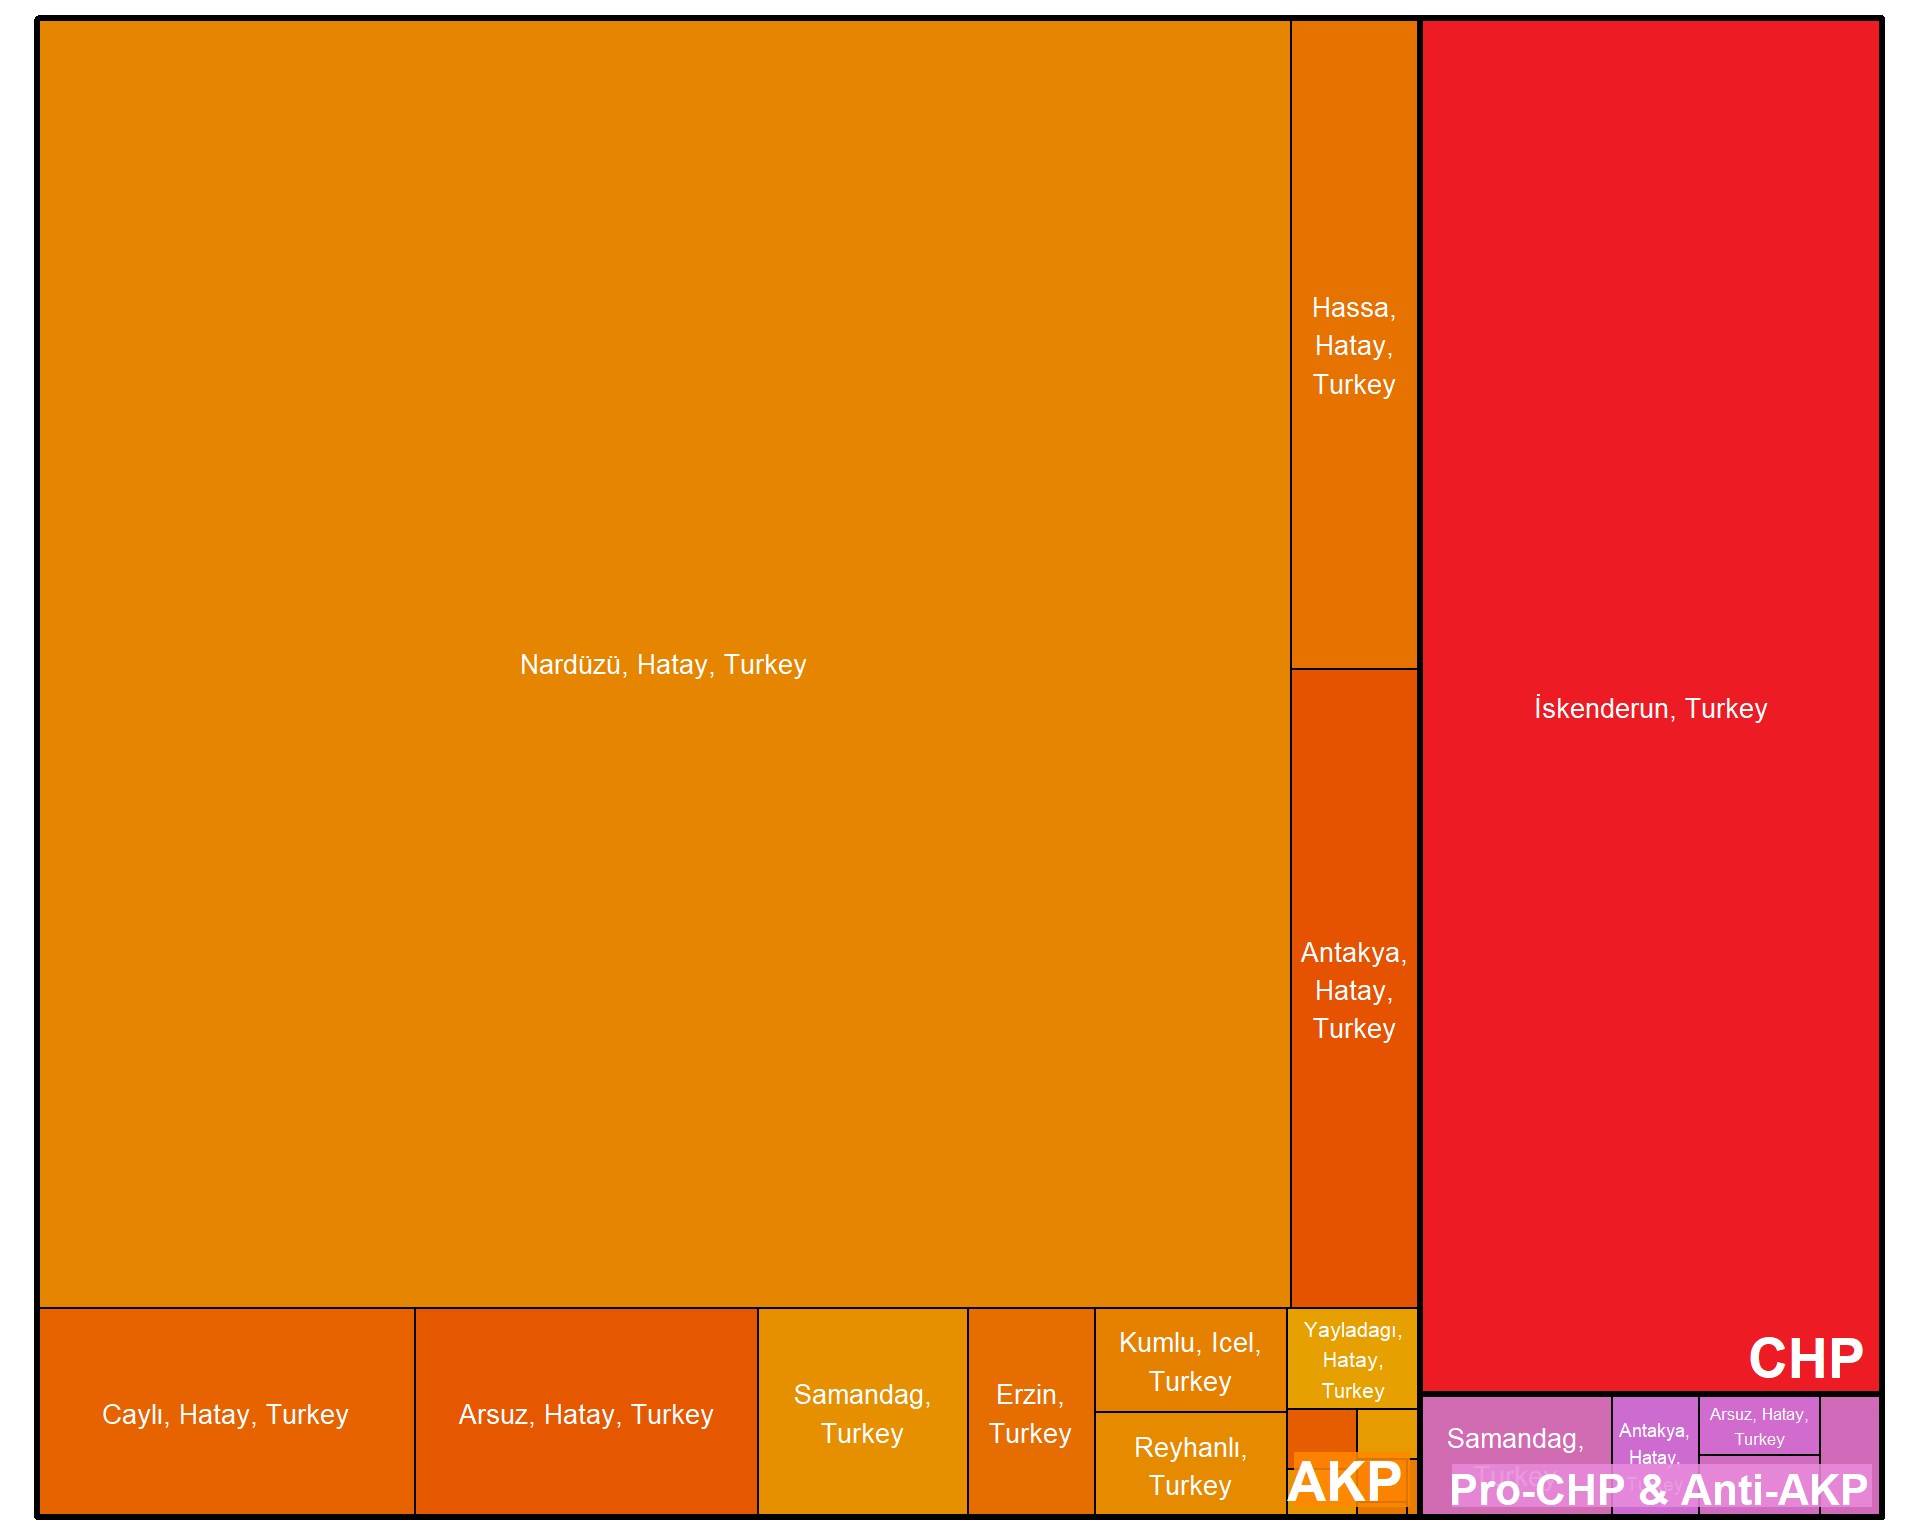 Nardüzü, Hatay, Turkey
Hassa,
Hatay,
Turkey
Antakya,
Hatay,
Turkey
Caylı, Hatay, Turkey
Arsuz, Hatay, Turkey
Samandag,
Turkey
Erzin,
Turkey
Kumlu, Icel,
Turkey
Reyhanlı,
Turkey
Yayladagı,
Hatay,
Turkey
AKP
İskenderun, Turkey
CHP
Samandag,
Turkey
Antakya,
Hatay,
Turkey
Arsuz, Hatay,
Turkey
Pro-CHP & Anti-AKP